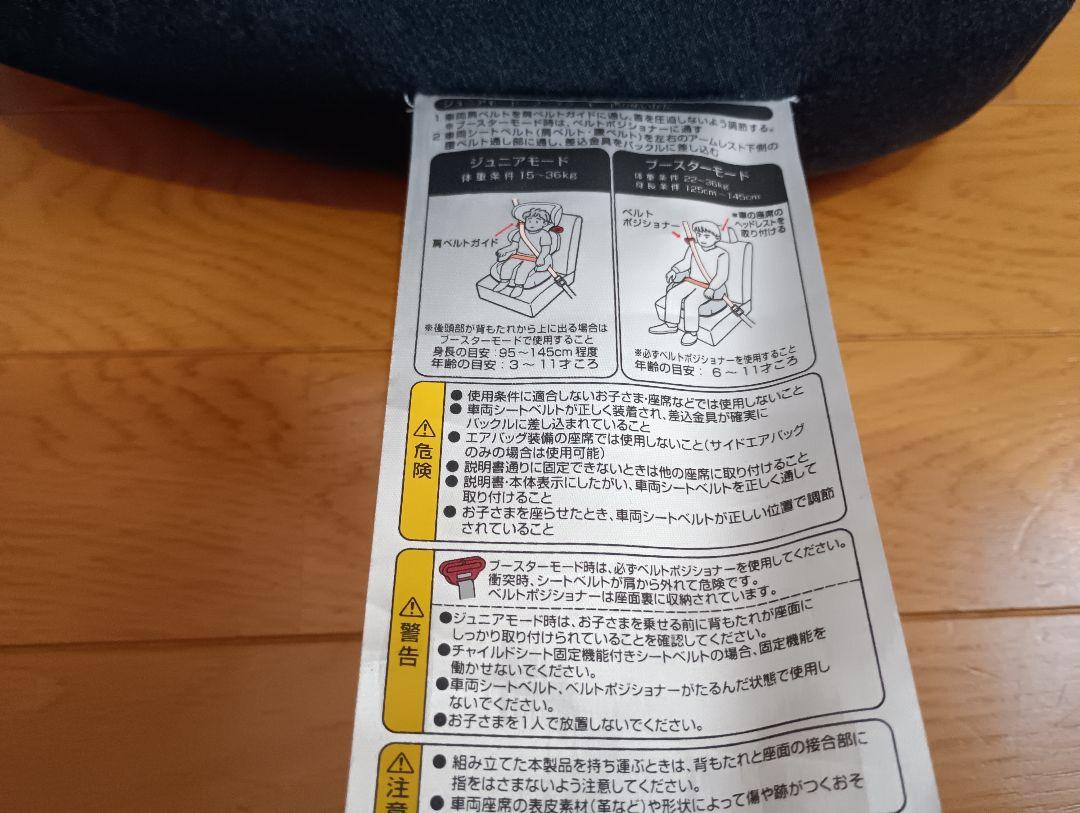 1 車両肩ベルトを肩ベルトガイドに通し、首を圧迫しないよう調節する。
※ブースターモード時は、ベルトポジショナーに通す
2 車両シートベルト(肩ベルト・腰ベルト)を左右のアームレスト下側の
腰ベルト通し部に通し、差込金具をバックルに差し込む
ジュニアモード
体重条件 15~36kg
肩ベルトガイド
※後頭部が背もたれから上に出る場合は
ブースターモードで使用すること
身長の目安:95~145cm程度
年齢の目安:3~11才ころ
ブースターモード
体重条件 22~36kg
身長条件 125cm~145cm
ベルト
ポジショナー
※車の座席の
ヘッドレストを
取り付ける
※必ずベルトポジショナーを使用すること
年齢の目安: 6~11才ころ
危険
● 使用条件に適合しないお子さま・座席などでは使用しないこと
● 車両シートベルトが正しく装着され、差込金具が確実に
バックルに差し込まれていること
● エアバッグ装備の座席では使用しないこと(サイドエアバッグ
のみの場合は使用可能)
● 説明書通りに固定できないときは他の座席に取り付けること
● 説明書・本体表示にしたがい、車両シートベルトを正しく通して
取り付けること
● お子さまを座らせたとき、車両シートベルトが正しい位置で調節
されていること
警告
ブースターモード時は、必ずベルトポジショナーを使用してください。
衝突時、シートベルトが肩から外れて危険です。
ベルトポジショナーは座面裏に収納されています。
●ジュニアモード時は、お子さまを乗せる前に背もたれが座面に
しっかり取り付けられていることを確認してください。
●チャイルドシート固定機能付きシートベルトの場合、固定機能を
働かせないでください。
●車両シートベルト、ベルトポジショナーがたるんだ状態で使用し
ないでください。
●お子さまを1人で放置しないでください。
注意
● 組み立てた本製品を持ち運ぶときは、背もたれと座面の接合部に
指をはさまないよう注意してください。
● 車両座席の表皮素材(革など)や形状によって傷や跡がつくおそ